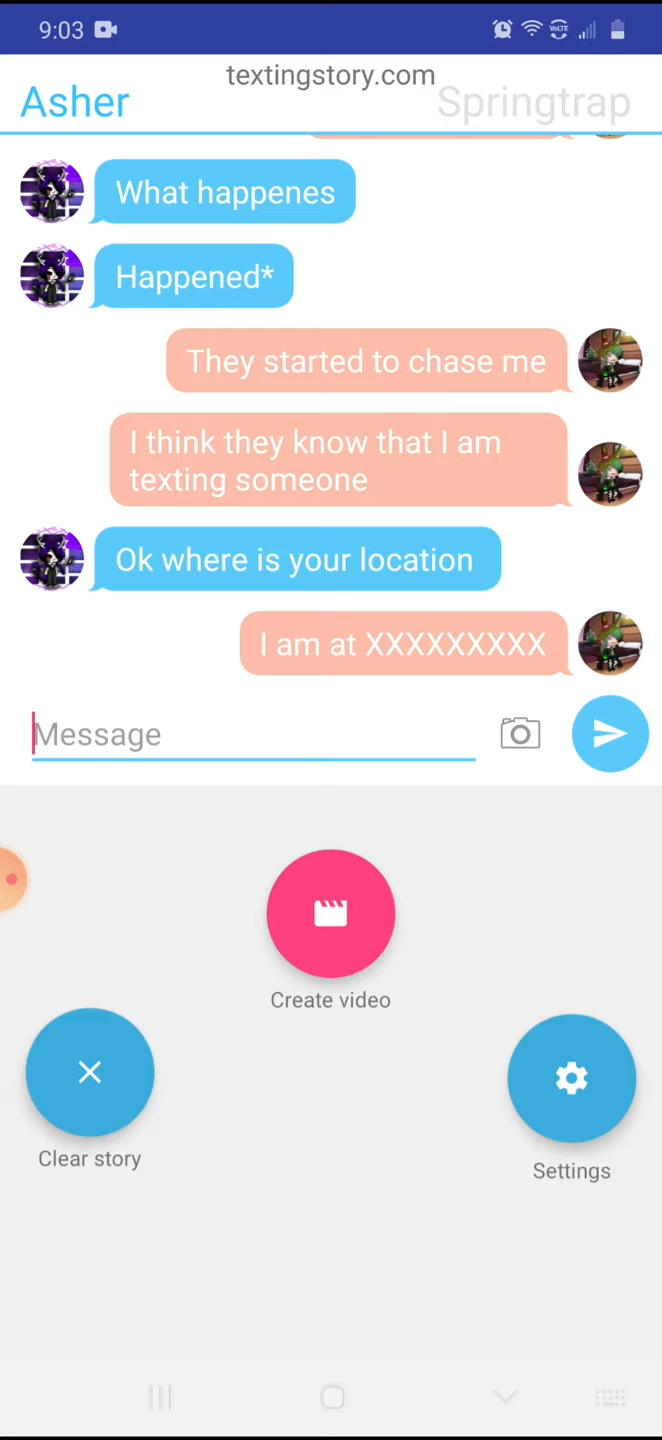 9:03
VoLTE
textingstory.com
Asher
Springtrap
What happenes
Happened*
They started to chase me
I think they know that I am
texting someone
Ok where is your location
I am at XXXXXXXXX
Message
Create video
Clear story
Settings